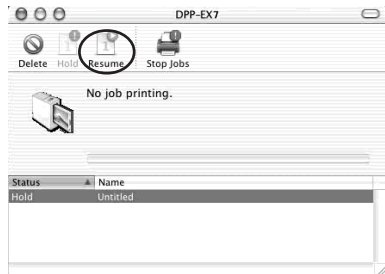 DPP-EX7
Delete Hold Resume Stop Jobs
No job printing.
Status Name
Hold Untitled